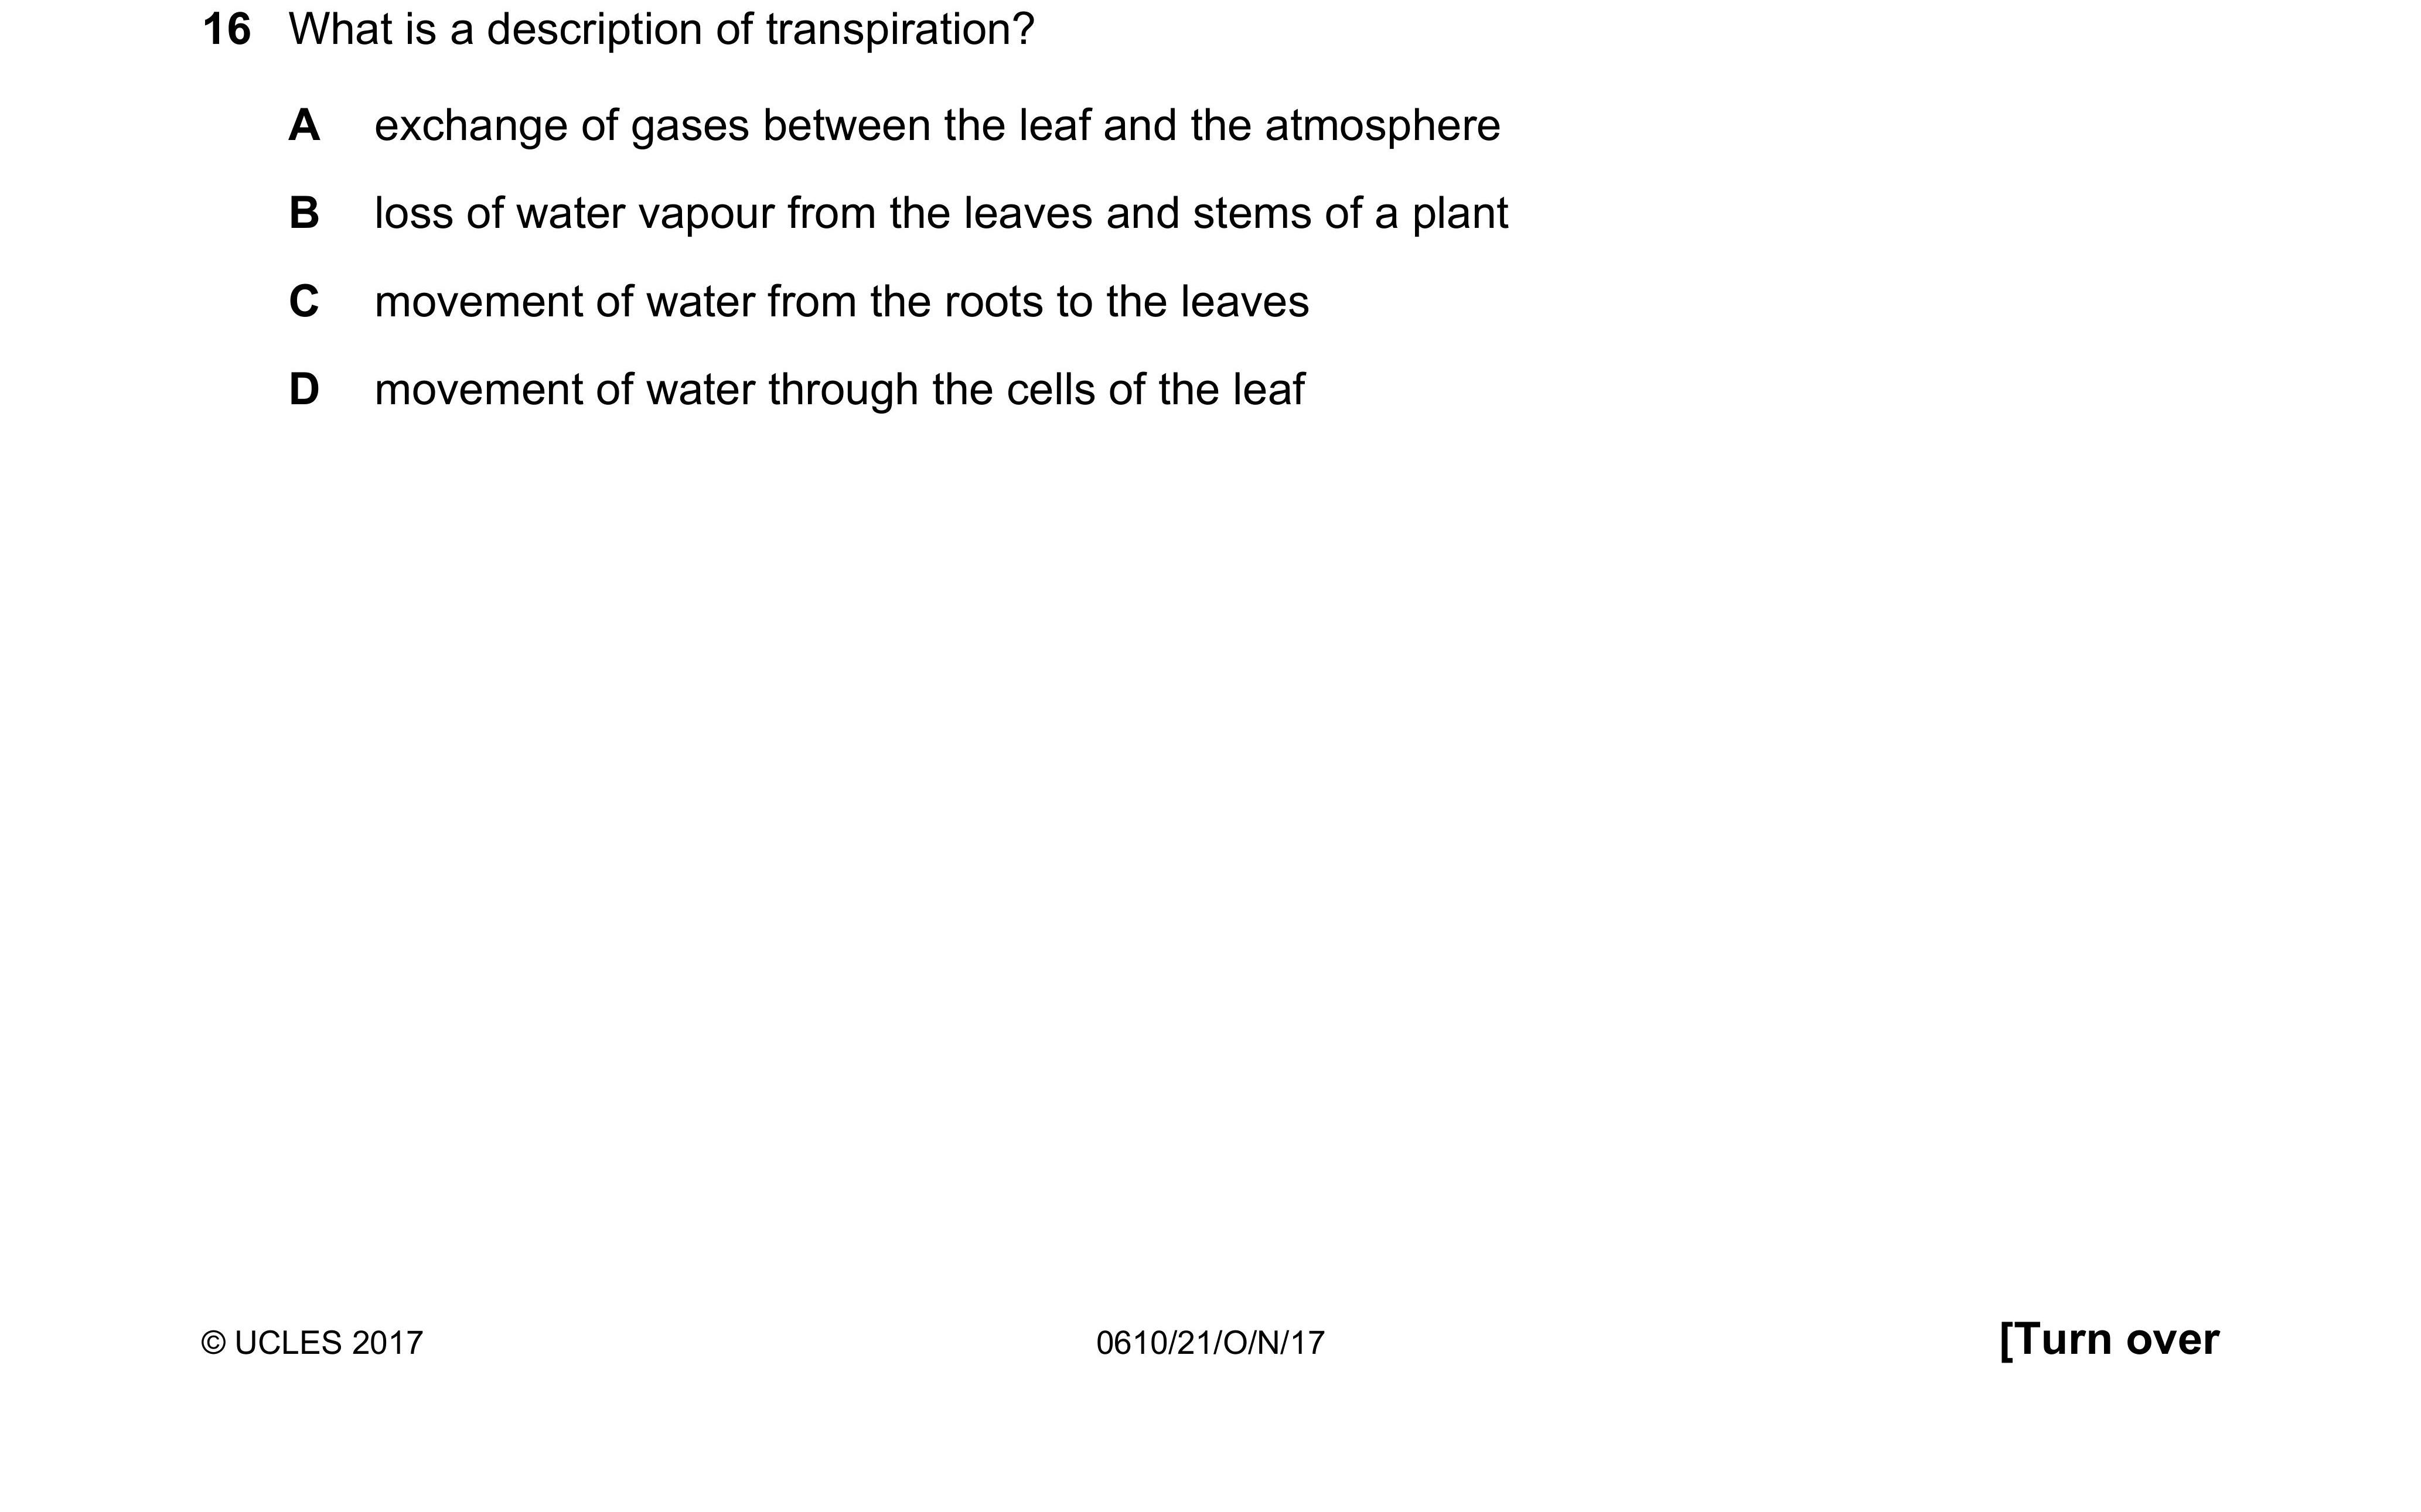 16 What is a description of transpiration?
A exchange of gases between the leaf and the atmosphere
B loss of water vapour from the leaves and stems of a plant
C movement of water from the roots to the leaves
D movement of water through the cells of the leaf
© UCLES 2017 0610/21/O/N/17 [Turn over